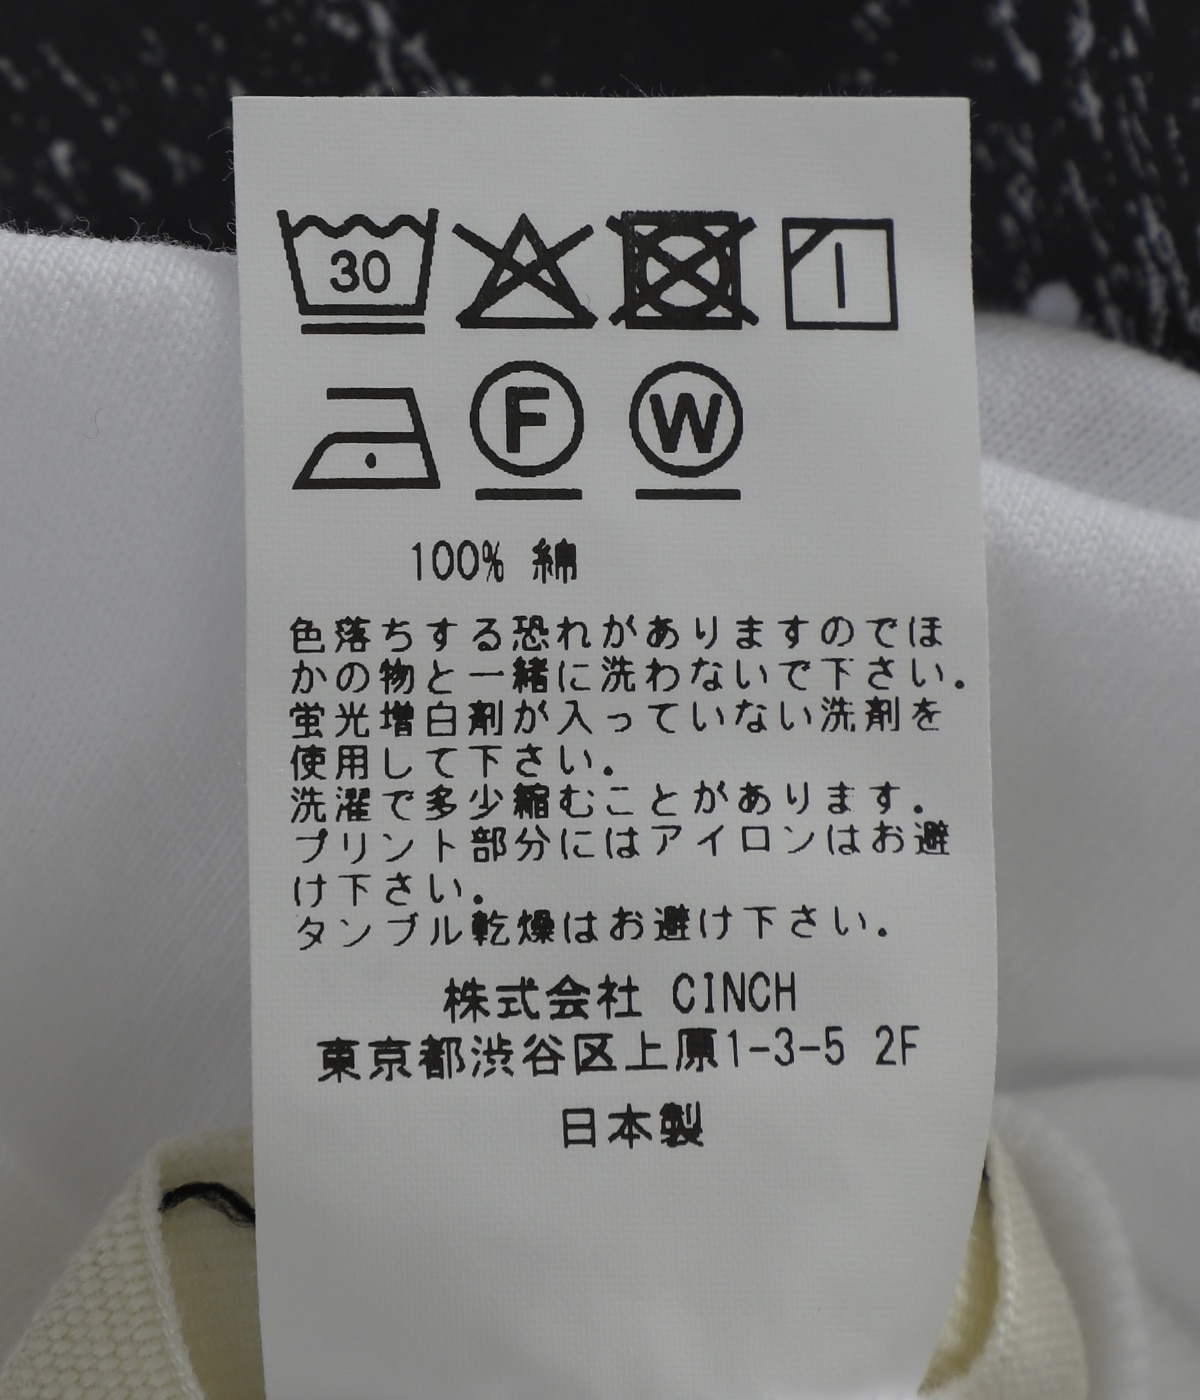 30
F W
100% 綿
色落ちする恐れがありますのでほ
かの物と一緒に洗わないで下さい。
蛍光増白剤が入っていない洗剤を
使用して下さい。
洗濯で多少縮むことがあります。
プリント部分にはアイロンはお避
け下さい。
タンブル乾燥はお避け下さい。
株式会社 CINCH
東京都渋谷区上原1-3-5 2F
日本製